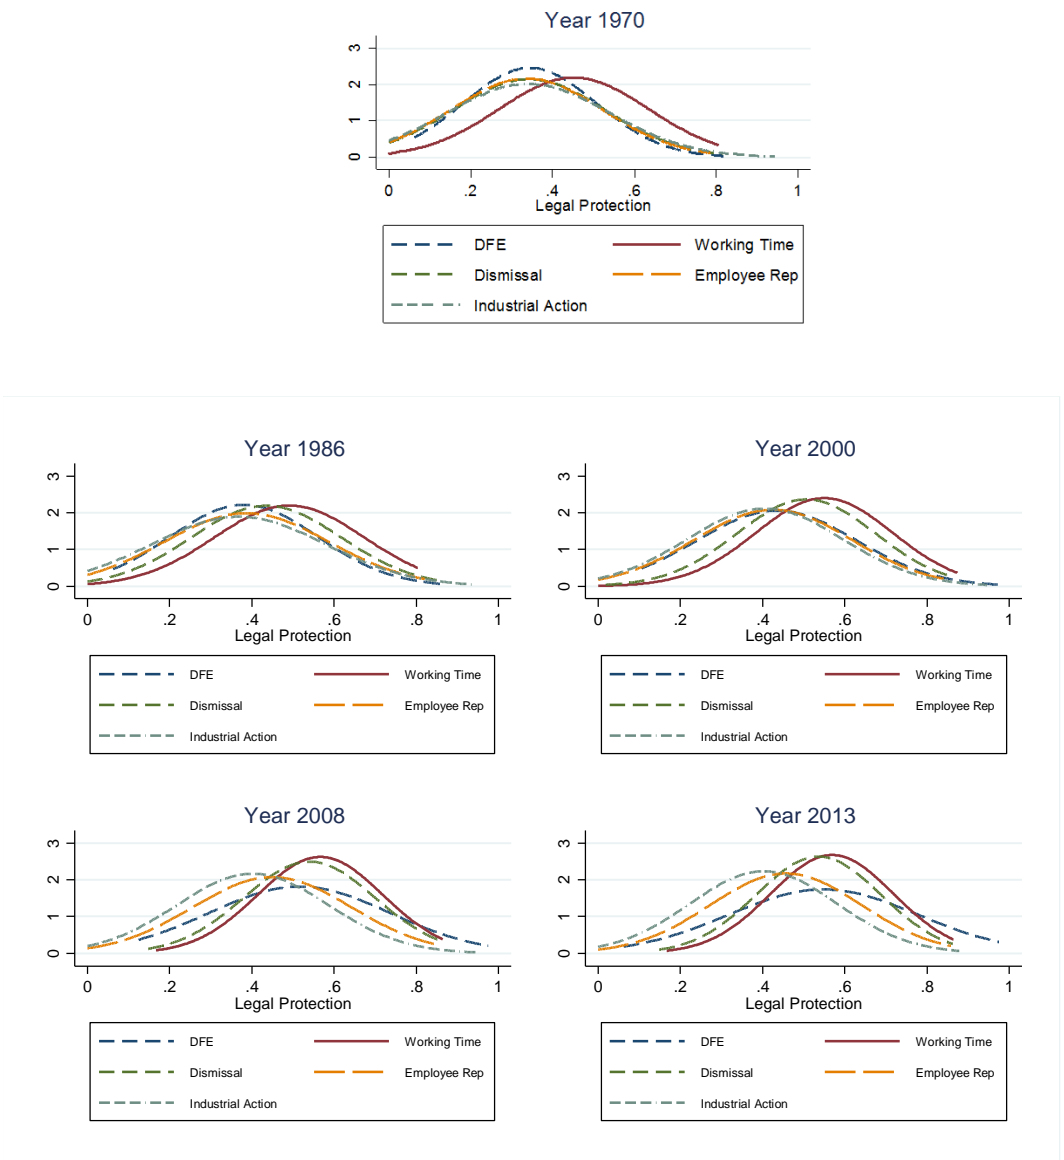 Year 1970
3
2
1
0
0 .2 .4 .6 .8 1
Legal Protection
DFE Working Time
Dismissal Employee Rep
Industrial Action
Year 1986
3
2
1
0
0 .2 .4 .6 .8 1
Legal Protection
DFE Working Time
Dismissal Employee Rep
Industrial Action
Year 2000
3
2
1
0
0 .2 .4 .6 .8 1
Legal Protection
DFE Working Time
Dismissal Employee Rep
Industrial Action
Year 2008
3
2
1
0
0 .2 .4 .6 .8 1
Legal Protection
DFE Working Time
Dismissal Employee Rep
Industrial Action
Year 2013
3
2
1
0
0 .2 .4 .6 .8 1
Legal Protection
DFE Working Time
Dismissal Employee Rep
Industrial Action